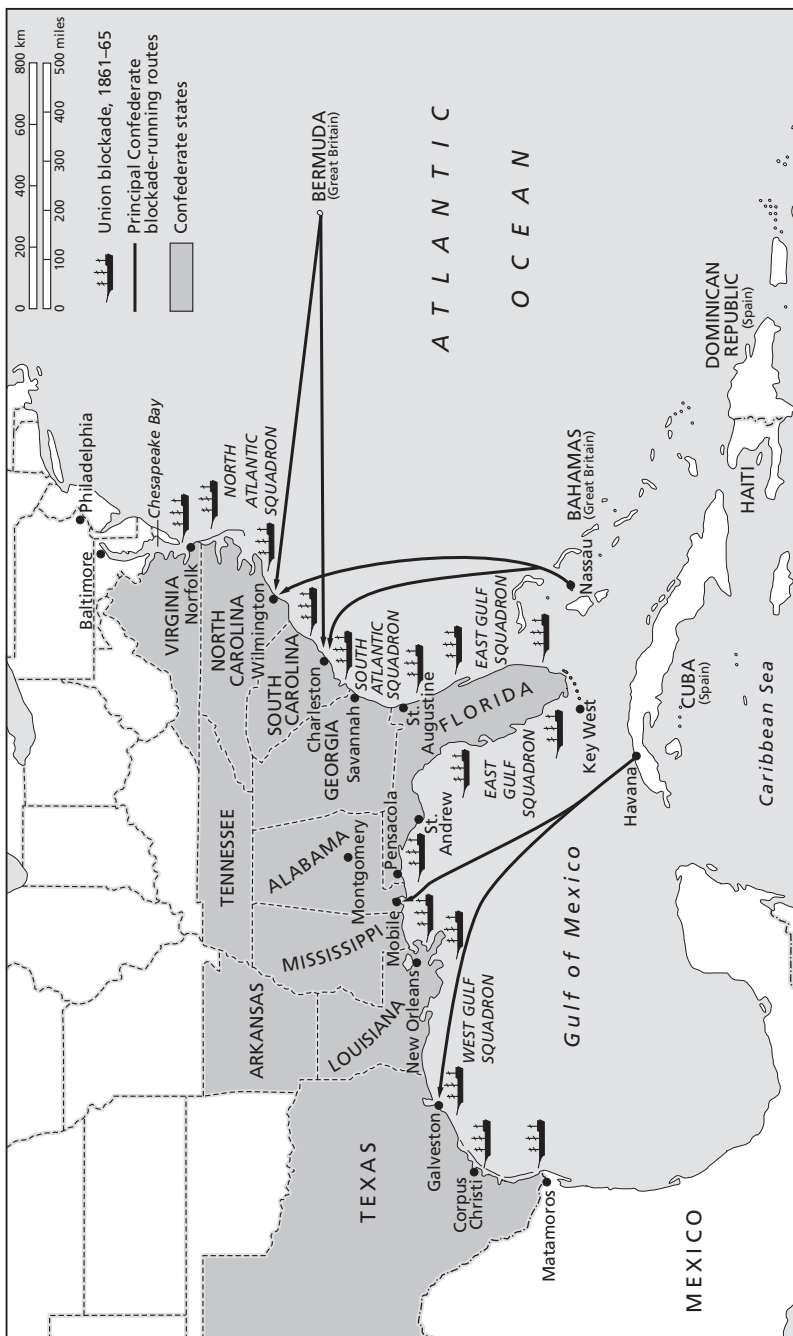 0 200 400 600 800 km
0 100 200 300 400 500 miles
Union blockade, 1861–65
Principal Confederate
blockade-running routes
Confederate states
Philadelphia
Baltimore
Chesapeake Bay
VIRGINIA
Norfolk
NORTH
ATLANTIC
SQUADRON
NORTH
CAROLINA
Wilmington
SOUTH
CAROLINA
Charleston
GEORGIA
Savannah
SOUTH
ATLANTIC
SQUADRON
St.
Augustine
FLORIDA
EAST GULF
SQUADRON
EAST
GULF
SQUADRON
Key West
TENNESSEE
ALABAMA
Montgomery
Pensacola
St.
Andrew
MISSISSIPPI
Mobile
ARKANSAS
LOUISIANA
New Orleans
WEST GULF
SQUADRON
TEXAS
Galveston
Corpus
Christi
Matamoros
MEXICO
Gulf of Mexico
BERMUDA
(Great Britain)
ATLANTIC
OCEAN
BAHAMAS
(Great Britain)
Nassau
Havana
CUBA
(Spain)
HAITI
DOMINICAN
REPUBLIC
(Spain)
Caribbean Sea